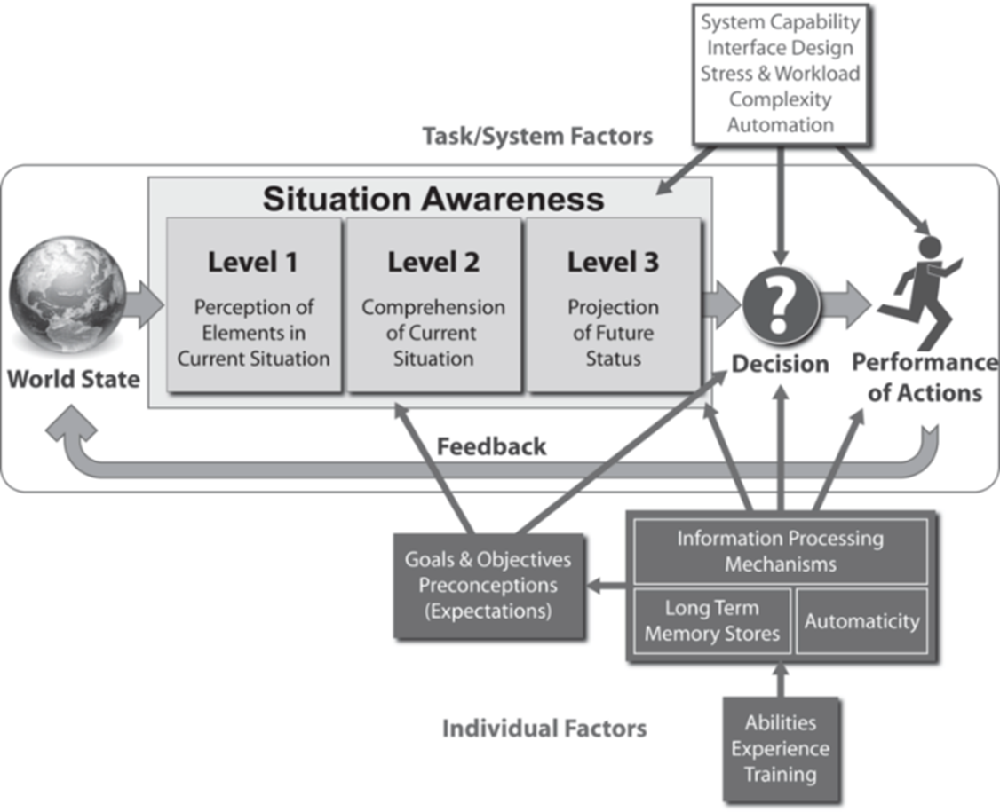 System Capability
Interface Design
Stress & Workload
Complexity
Automation
Task/System Factors
Situation Awareness
Level 1
Perception of
Elements in
Current Situation
Level 2
Comprehension
of Current
Situation
Level 3
Projection
of Future
Status
?
World State
Decision
Performance
of Actions
Feedback
Goals & Objectives
Preconceptions
(Expectations)
Information Processing
Mechanisms
Long Term
Memory Stores
Automaticity
Individual Factors
Abilities
Experience
Training